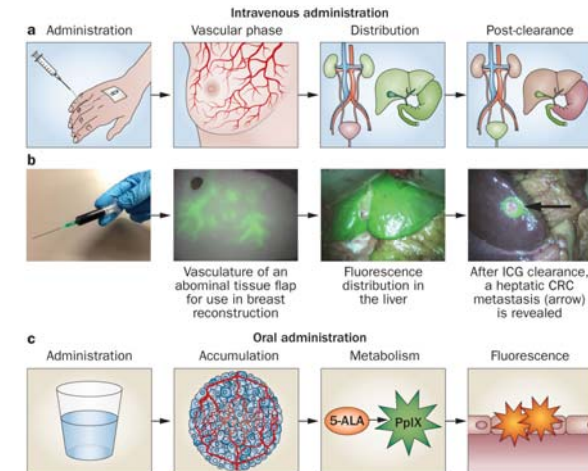 Intravenous administration
a Administration Vascular phase Distribution Post-clearance
b
Vasculature of an
abdominal tissue flap
for use in breast
reconstruction
Fluorescence
distribution in
the liver
After ICG clearance,
a hepatic CRC
metastasis (arrow)
is revealed
Oral administration
c Administration Accumulation Metabolism Fluorescence
5-ALA PpIX